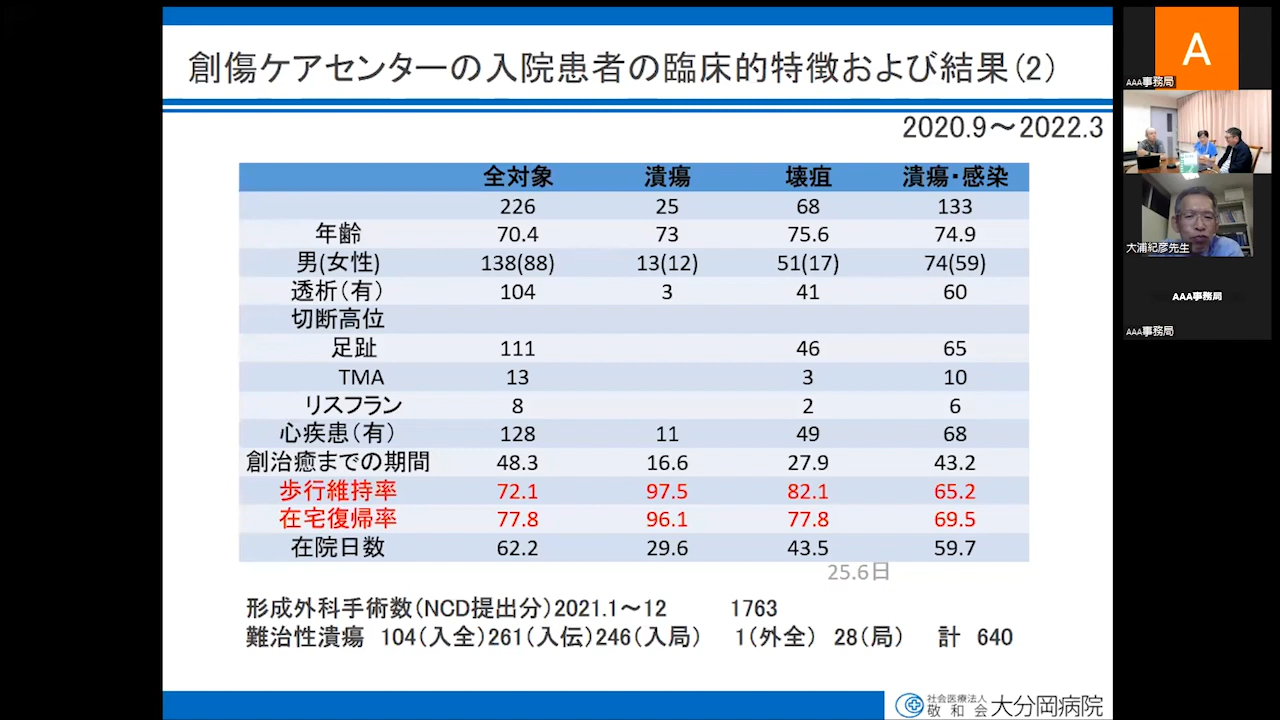 創傷ケアセンターの入院患者の臨床的特徴および結果(2)
2020.9～2022.3
全対象 潰瘍 壊疽 潰瘍・感染
226 25 68 133
年齢 70.4 73 75.6 74.9
男(女性) 138(88) 13(12) 51(17) 74(59)
透析(有) 104 3 41 60
切断高位
足趾 111 46 65
TMA 13 3 10
リスフラン 8 2 6
心疾患(有) 128 11 49 68
創治癒までの期間 48.3 16.6 27.9 43.2
歩行維持率 72.1 97.5 82.1 65.2
在宅復帰率 77.8 96.1 77.8 69.5
在院日数 62.2 29.6 43.5 59.7
25.6日
形成外科手術数(NCD提出分)2021.1～12 1763
難治性潰瘍 104(入全)261(入伝)246(入局) 1(外全) 28(局) 計 640
社会医療法人
敬和会
大分岡病院
A
AAA事務局
大浦紀彦先生
AAA事務局
AAA事務局